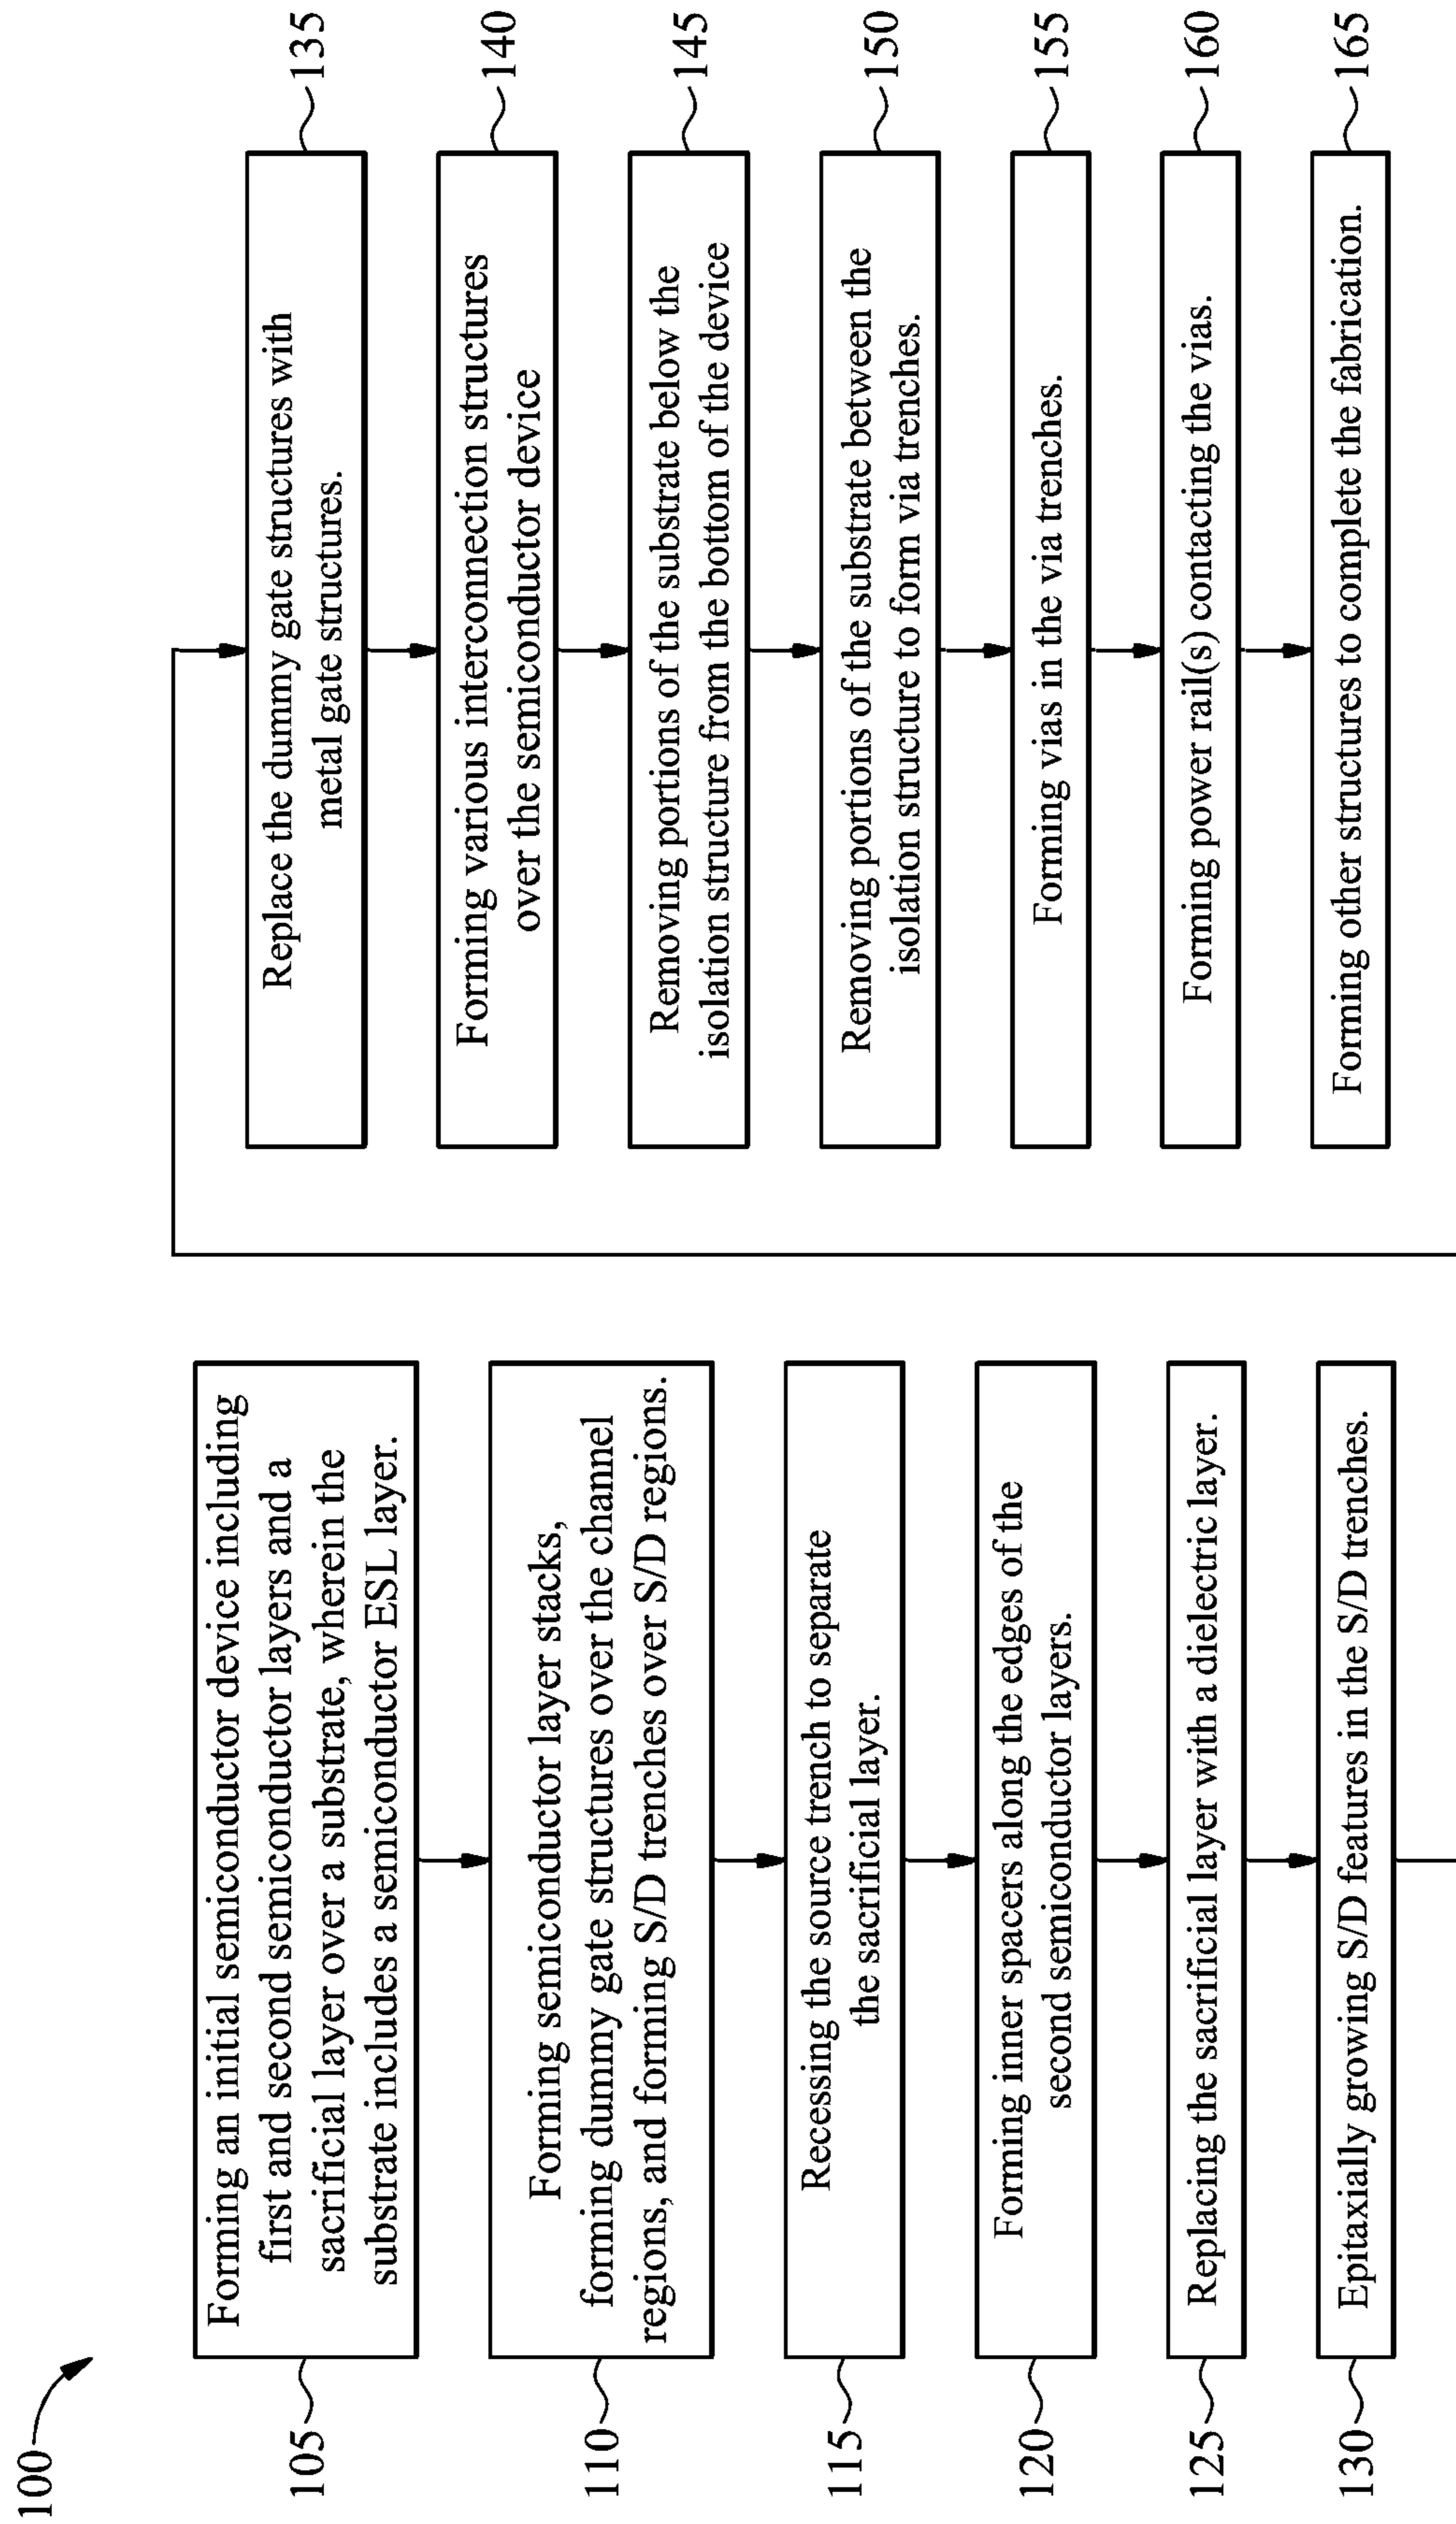 100
105
Forming an initial semiconductor device including
first and second semiconductor layers and a
sacrificial layer over a substrate, wherein the
substrate includes a semiconductor ESL layer.
110
Forming semiconductor layer stacks,
forming dummy gate structures over the channel
regions, and forming S/D trenches over S/D regions.
115
Recessing the source trench to separate
the sacrificial layer.
120
Forming inner spacers along the edges of the
second semiconductor layers.
125
Replacing the sacrificial layer with a dielectric layer.
130
Epitaxially growing S/D features in the S/D trenches.
Replace the dummy gate structures with
metal gate structures.
135
Forming various interconnection structures
over the semiconductor device
140
Removing portions of the substrate below the
isolation structure from the bottom of the device
145
Removing portions of the substrate between the
isolation structure to form via trenches.
150
Forming vias in the via trenches.
155
Forming power rail(s) contacting the vias.
160
Forming other structures to complete the fabrication.
165